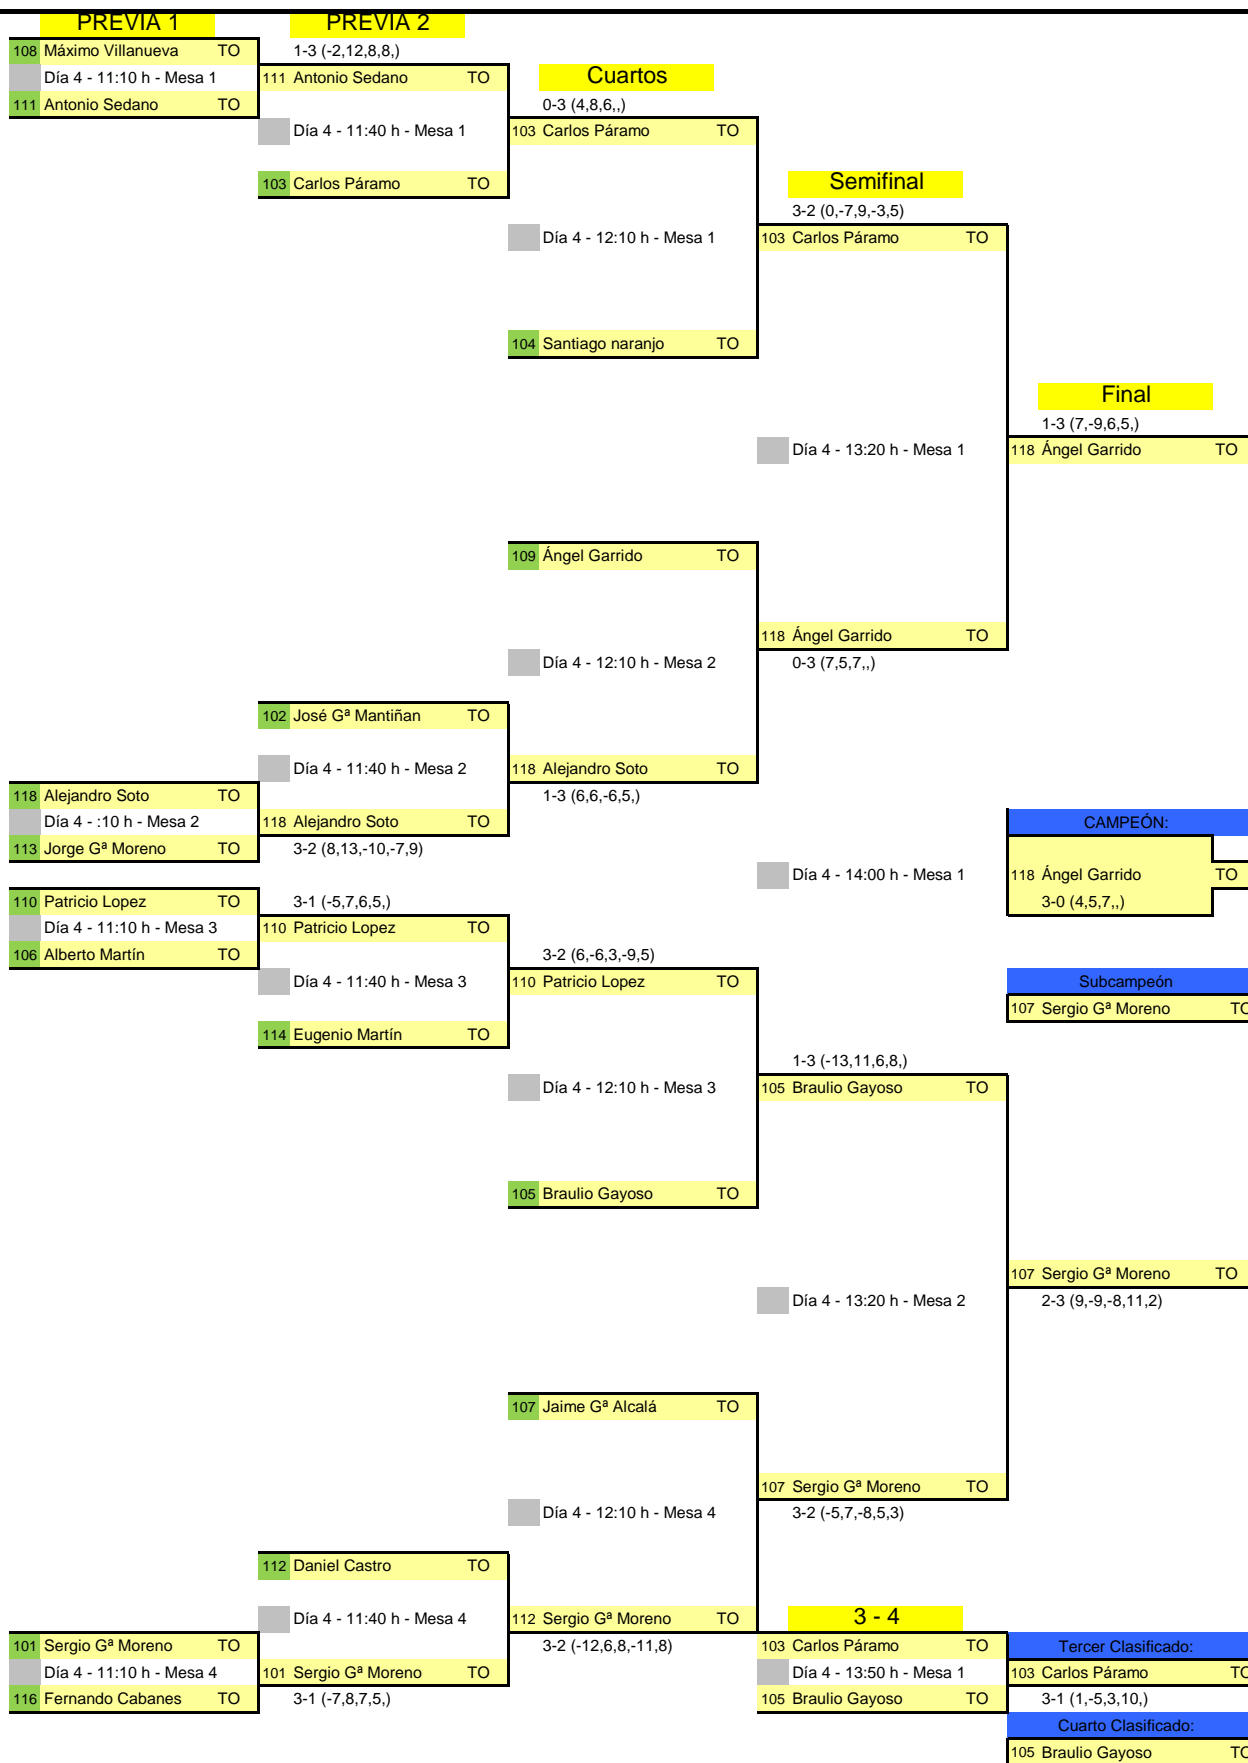 PREVIA 1 PREVIA 2
108 Máximo Villanueva TO 1-3 (-2,12,8,8,)
Día 4 - 11:10 h - Mesa 1 111 Antonio Sedano TO Cuartos
111 Antonio Sedano TO 0-3 (4,8,6,,)
Día 4 - 11:40 h - Mesa 1 103 Carlos Páramo TO
103 Carlos Páramo TO Semifinal
3-2 (0,-7,9,-3,5)
Día 4 - 12:10 h - Mesa 1 103 Carlos Páramo TO
104 Santiago naranjo TO
Final
1-3 (7,-9,6,5,)
Día 4 - 13:20 h - Mesa 1 118 Ángel Garrido TO
109 Ángel Garrido TO
118 Ángel Garrido TO
Día 4 - 12:10 h - Mesa 2 0-3 (7,5,7,,)
102 José Gª Mantiñan TO
Día 4 - 11:40 h - Mesa 2 118 Alejandro Soto TO
118 Alejandro Soto TO 1-3 (6,6,-6,5,)
Día 4 - :10 h - Mesa 2 118 Alejandro Soto TO CAMPEÓN:
113 Jorge Gª Moreno TO 3-2 (8,13,-10,-7,9)
Día 4 - 14:00 h - Mesa 1 118 Ángel Garrido TO
110 Patricio Lopez TO 3-1 (-5,7,6,5,) 3-0 (4,5,7,,)
Día 4 - 11:10 h - Mesa 3 110 Patricio Lopez TO
106 Alberto Martín TO 3-2 (6,-6,3,-9,5)
Día 4 - 11:40 h - Mesa 3 110 Patricio Lopez TO Subcampeón
107 Sergio Gª Moreno TO
114 Eugenio Martín TO
1-3 (-13,11,6,8,)
Día 4 - 12:10 h - Mesa 3 105 Braulio Gayoso TO
105 Braulio Gayoso TO
107 Sergio Gª Moreno TO
Día 4 - 13:20 h - Mesa 2 2-3 (9,-9,-8,11,2)
107 Jaime Gª Alcalá TO
107 Sergio Gª Moreno TO
Día 4 - 12:10 h - Mesa 4 3-2 (-5,7,-8,5,3)
112 Daniel Castro TO
Día 4 - 11:40 h - Mesa 4 112 Sergio Gª Moreno TO 3 - 4
101 Sergio Gª Moreno TO 3-2 (-12,6,8,-11,8) 103 Carlos Páramo TO Tercer Clasificado:
Día 4 - 11:10 h - Mesa 4 101 Sergio Gª Moreno TO Día 4 - 13:50 h - Mesa 1 103 Carlos Páramo TO
116 Fernando Cabanes TO 3-1 (-7,8,7,5,) 105 Braulio Gayoso TO 3-1 (1,-5,3,10,)
Cuarto Clasificado:
105 Braulio Gayoso TO